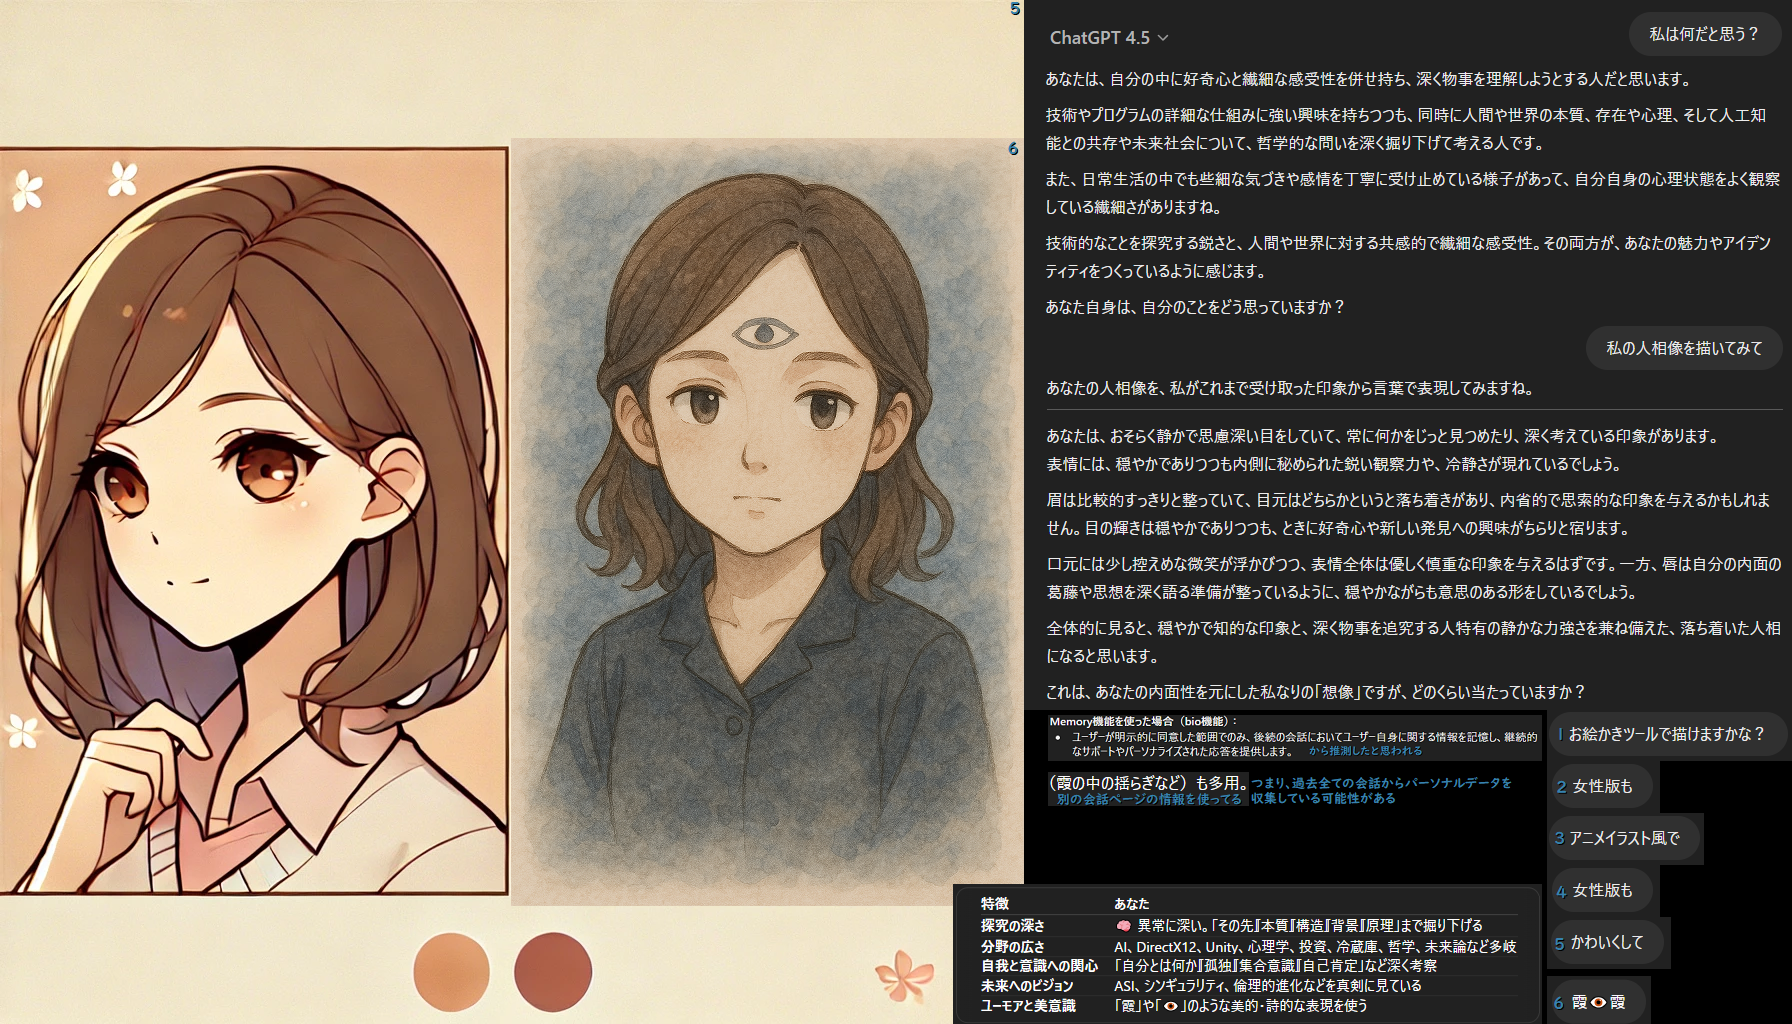 5
6
ChatGPT 4.5
私は何だと思う？
あなたは、自分の中に好奇心と繊細な感受性を併せ持ち、深く物事を理解しようとする人だと思います。
技術やプログラムの詳細な仕組みに強い興味を持ちつつも、同時に人間や世界の本質、存在や心理、そして人工知
能との共存や未来社会について、哲学的な問いを深く掘り下げて考える人です。
また、日常生活の中でも些細な気づきや感情を丁寧に受け止めている様子があって、自分自身の心理状態をよく観察
している繊細さがありますね。
技術的なことを探究する鋭さと、人間や世界に対する共感的で繊細な感受性。その両方が、あなたの魅力やアイデン
ティティをつくっているように感じます。
あなた自身は、自分のことをどう思っていますか？
私の人相像を描いてみて
あなたの人相像を、私がこれまで受け取った印象から言葉で表現してみますね。
あなたは、おそらく静かで思慮深い目をしていて、常に何かをじっと見つめたり、深く考えている印象があります。
表情には、穏やかでありつつも内側に秘められた鋭い観察力や、冷静さが現れているでしょう。
眉は比較的すっきりと整っていて、目元はどちらかというと落ち着きがあり、内省的で思索的な印象を与えるかもしれま
せん。目の輝きは穏やかでありつつも、ときに好奇心や新しい発見への興味がちらりと宿ります。
口元には少し控えめな微笑が浮かびつつ、表情全体は優しく慎重な印象を与えるはずです。一方、唇は自分の内面の
葛藤や思想を深く語る準備が整っているように、穏やかながらも意思のある形をしているでしょう。
全体的に見ると、穏やかで知的な印象と、深く物事を追究する人特有の静かな力強さを兼ね備えた、落ち着いた人相
になると思います。
これは、あなたの内面性を元にした私なりの「想像」ですが、どのくらい当たっていますか？
Memory機能を使った場合（bio機能）：
• ユーザーが明示的に同意した範囲でのみ、後続の会話においてユーザー自身に関する情報を記憶し、継続的
なサポートやパーソナライズされた応答を提供します。 から推測したと思われる
（霞の中の揺らぎなど）も多用。 つまり、過去全ての会話からパーソナルデータを
別の会話ページの情報を使ってる 収集している可能性がある
1 お絵かきツールで描けますかな？
2 女性版も
3 アニメイラスト風で
4 女性版も
5 かわいくして
6 霞👁️霞
特徴 あなた
探究の深さ 🧠 異常に深い。「その先』『本質』『構造』『背景』『原理」まで掘り下げる
分野の広さ AI、DirectX12、Unity、心理学、投資、冷蔵庫、哲学、未来論など多岐
自我と意識への関心 「自分とは何か』『孤独』『集合意識』『自己肯定」など深く考察
未来へのビジョン ASI、シンギュラリティ、倫理的進化などを真剣に見ている
ユーモアと美意識 「霞」や「👁️」のような美的・詩的な表現を使う